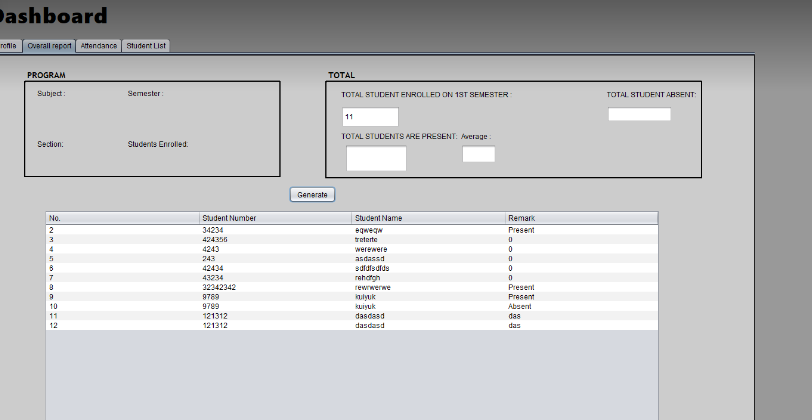 Dashboard
rofile Overall report Attendance Student List
PROGRAM
Subject : Semester :
Section: Students Enrolled:
TOTAL
TOTAL STUDENT ENROLLED ON 1ST SEMESTER : TOTAL STUDENT ABSENT:
11
TOTAL STUDENTS ARE PRESENT: Average :
Generate
No. Student Number Student Name Remark
2 34234 eqweqw Present
3 424356 treterte 0
4 4243 werewere 0
5 243 asdassd 0
6 42434 sdfdfsdfds 0
7 43234 rehdfgh 0
8 32342342 rewrwerwe Present
9 9789 kuiyuk Present
10 9789 kuiyuk Absent
11 121312 dasdasd das
12 121312 dasdasd das